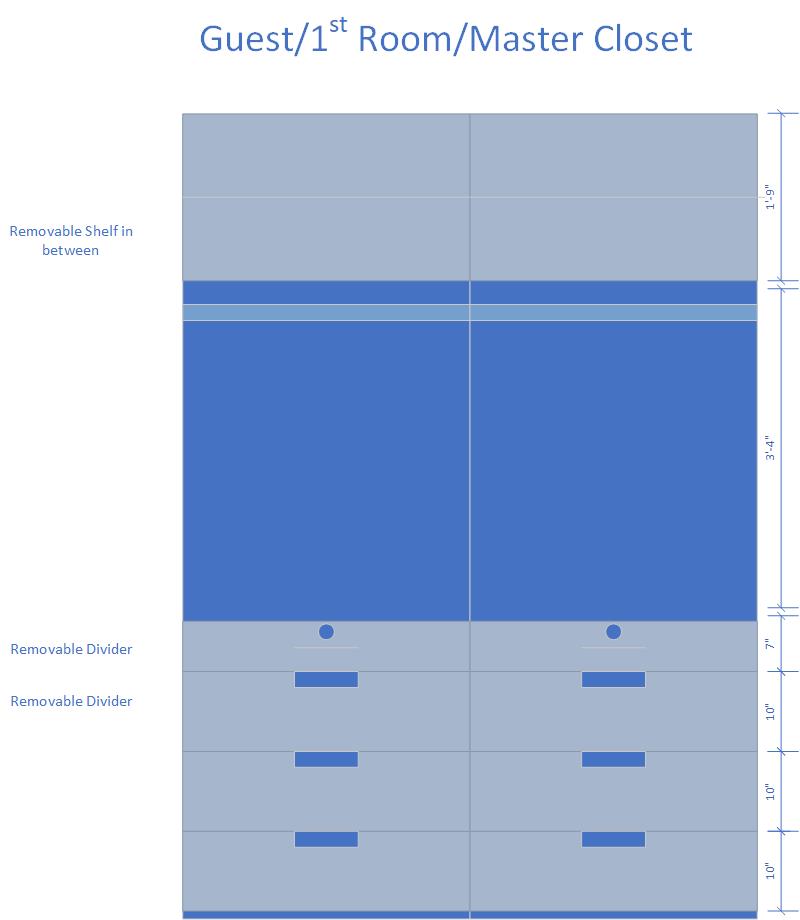 Guest/1st Room/Master Closet
1'-9"
Removable Shelf in
between
3'-4"
7"
Removable Divider
Removable Divider
10"
10"
10"